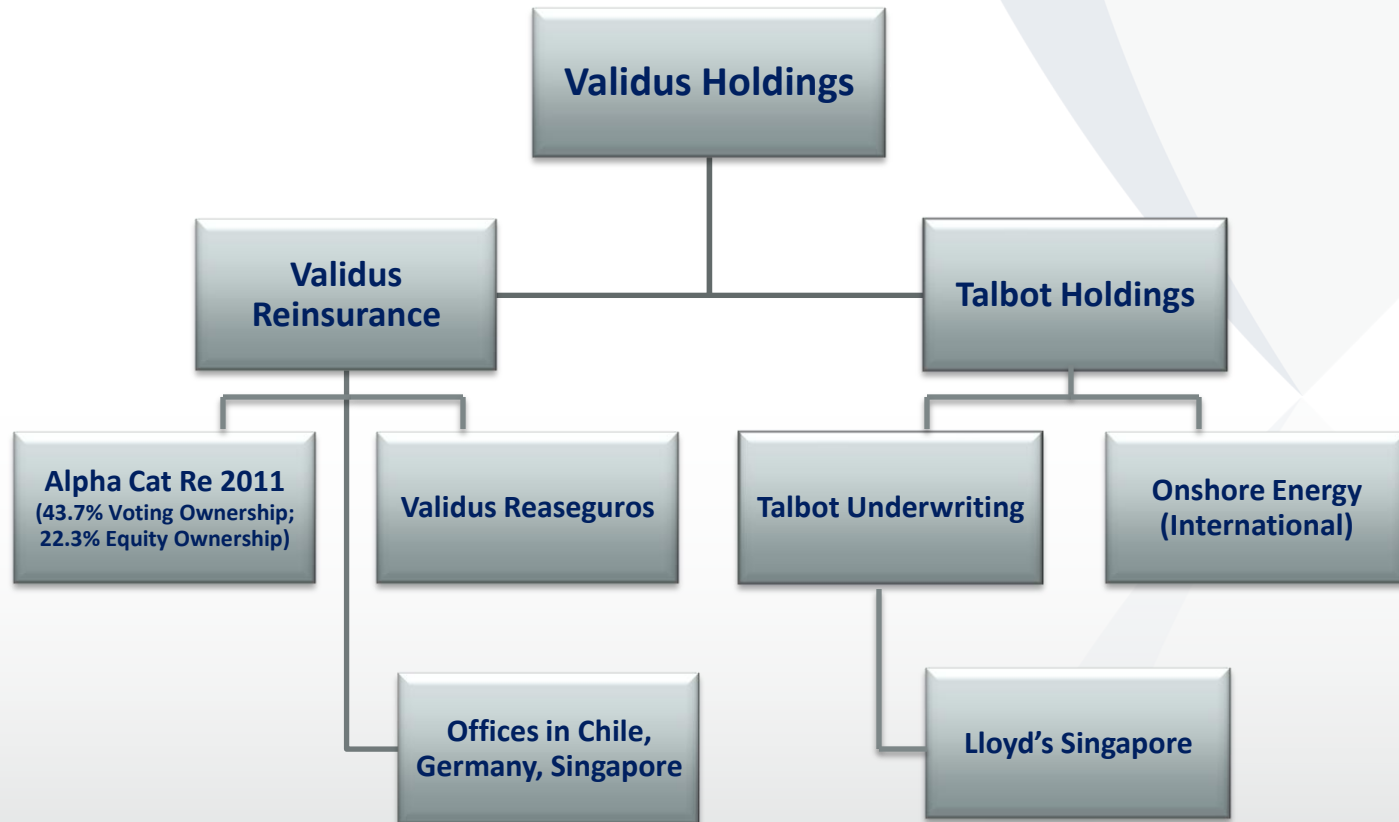 Validus Holdings
Validus
Reinsurance
Talbot Holdings
Alpha Cat Re 2011
(43.7% Voting Ownership;
22.3% Equity Ownership)
Validus Reaseguros
Talbot Underwriting
Onshore Energy
(International)
Offices in Chile,
Germany, Singapore
Lloyd’s Singapore